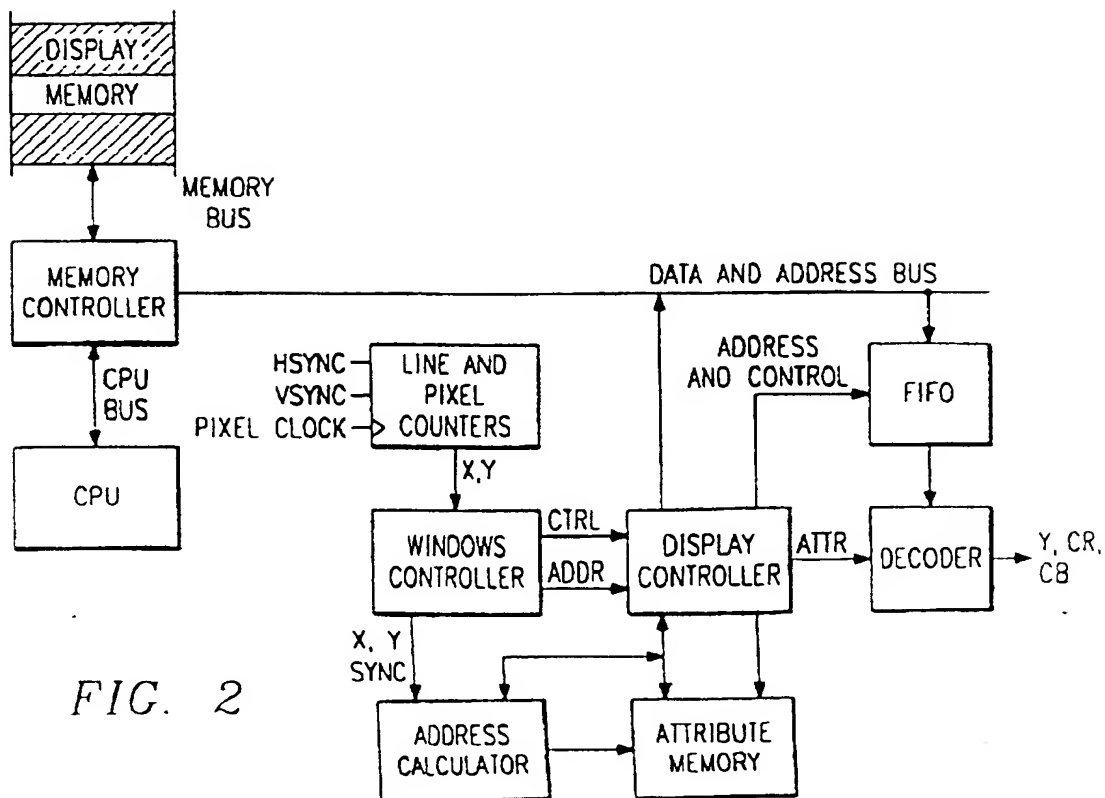 DISPLAY
MEMORY
MEMORY
BUS
MEMORY
CONTROLLER
DATA AND ADDRESS BUS
CPU
BUS
HSYNC
VSYNC
PIXEL CLOCK
LINE AND
PIXEL
COUNTERS
ADDRESS
AND CONTROL
FIFO
CPU
X,Y
WINDOWS
CONTROLLER
CTRL
ADDR
DISPLAY
CONTROLLER
ATTR
DECODER
Y, CR,
CB
X, Y
SYNC
FIG. 2
ADDRESS
CALCULATOR
ATTRIBUTE
MEMORY